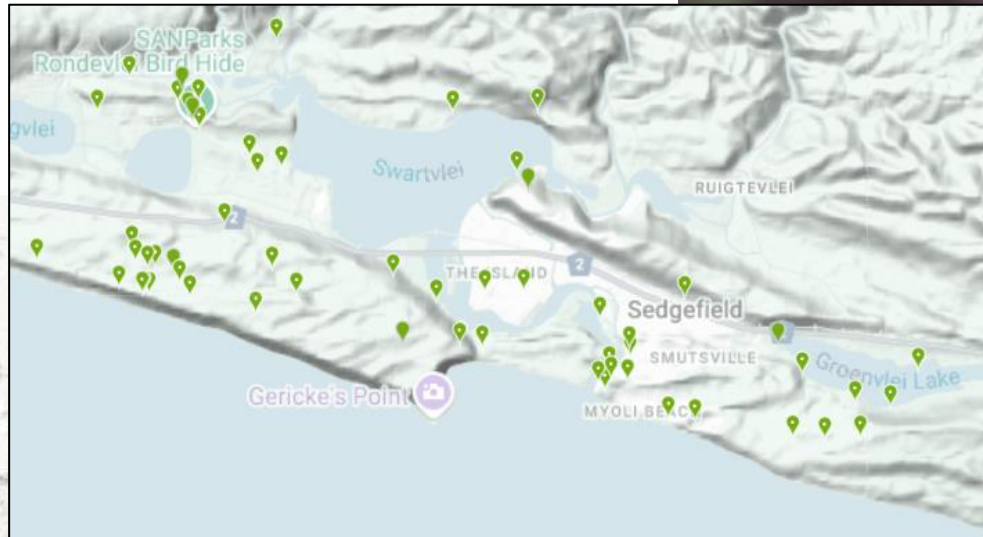 SANParks
Rondevlei Bird Hide
gvlei
Swartvlei
RUIGTEVLEI
2
THE ISLAND
2
Sedgefield
SMUTSVILLE
Groenvlei Lake
Gericke's Point
MYOLI BEACH